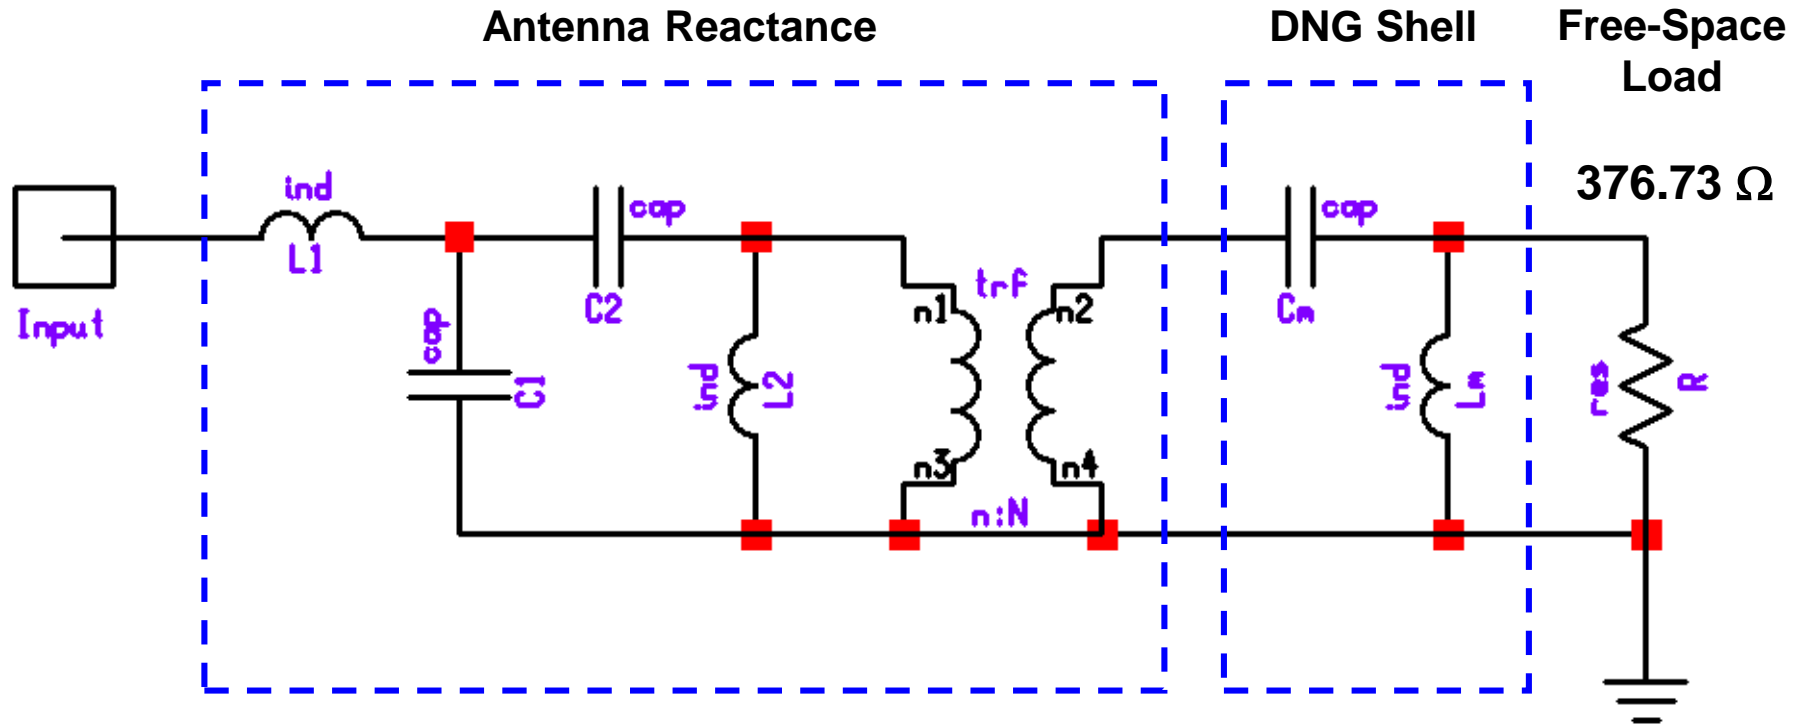 Antenna Reactance
DNG Shell
Free-Space
Load
376.73 Ω
ind
L1
Input
cap
C1
cap
C2
ind
L2
trf
n1
n2
n3
n4
n:N
cap
Cm
ind
Lm
res
R